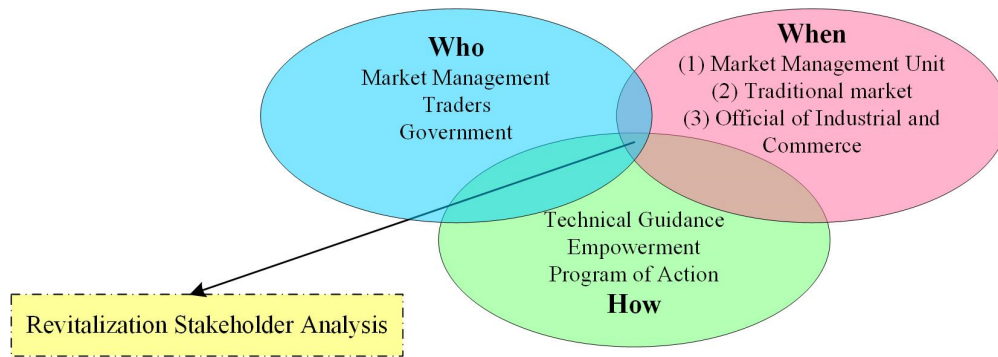 Who
Market Management
Traders
Government
When
(1) Market Management Unit
(2) Traditional market
(3) Official of Industrial and
Commerce
Technical Guidance
Empowerment
Program of Action
How
Revitalization Stakeholder Analysis